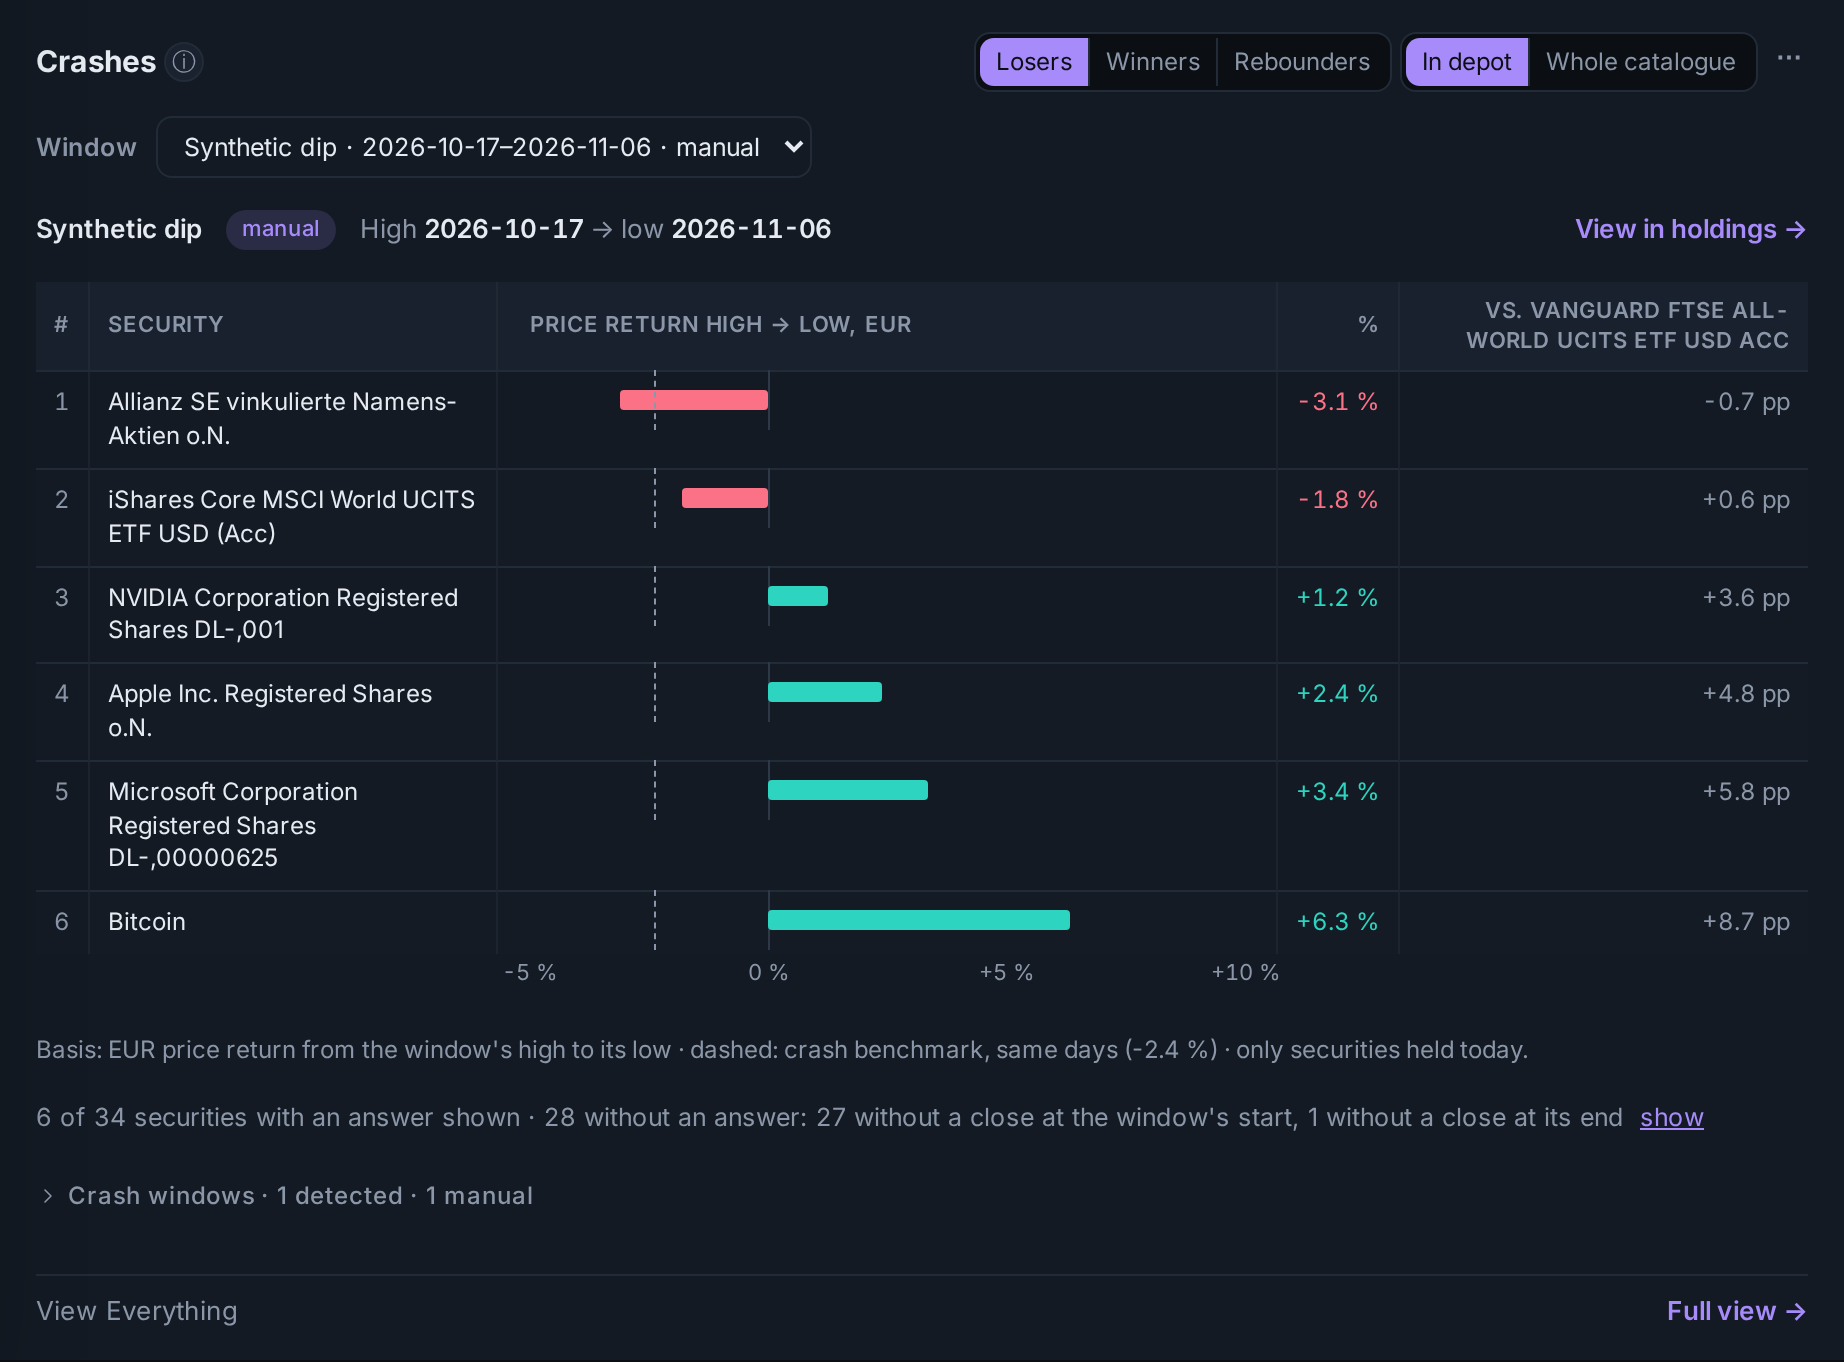 Crashes ⓘ
Losers Winners Rebounders In depot Whole catalogue ···
Window Synthetic dip · 2026-10-17–2026-11-06 · manual
Synthetic dip manual High 2026-10-17 → low 2026-11-06 View in holdings →
# SECURITY PRICE RETURN HIGH → LOW, EUR % VS. VANGUARD FTSE ALL-
WORLD UCITS ETF USD ACC
1 Allianz SE vinkulierte Namens- -3.1 % -0.7 pp
Aktien o.N.
2 iShares Core MSCI World UCITS -1.8 % +0.6 pp
ETF USD (Acc)
3 NVIDIA Corporation Registered +1.2 % +3.6 pp
Shares DL-,001
4 Apple Inc. Registered Shares +2.4 % +4.8 pp
o.N.
5 Microsoft Corporation +3.4 % +5.8 pp
Registered Shares
DL-,00000625
6 Bitcoin +6.3 % +8.7 pp
-5 % 0 % +5 % +10 %
Basis: EUR price return from the window's high to its low · dashed: crash benchmark, same days (-2.4 %) · only securities held today.
6 of 34 securities with an answer shown · 28 without an answer: 27 without a close at the window's start, 1 without a close at its end show
Crash windows · 1 detected · 1 manual
View Everything Full view →